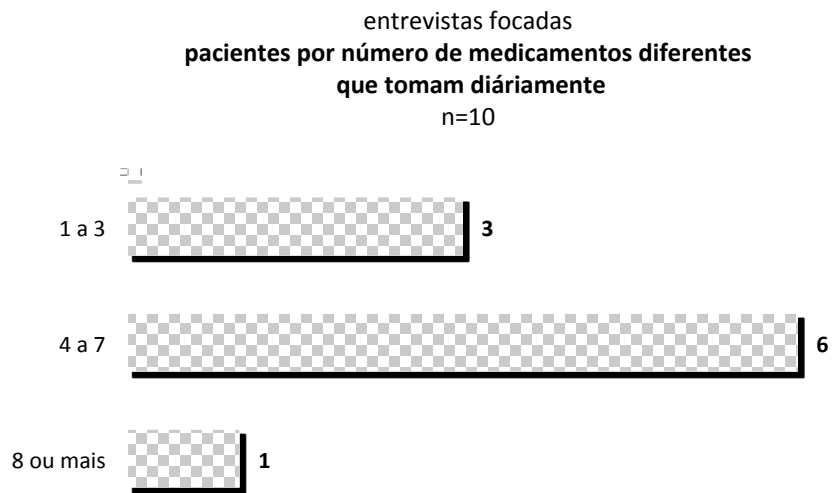 entrevistas focadas
pacientes por número de medicamentos diferentes
que tomam diáriamente
n=10
1 a 3 3
4 a 7 6
8 ou mais 1